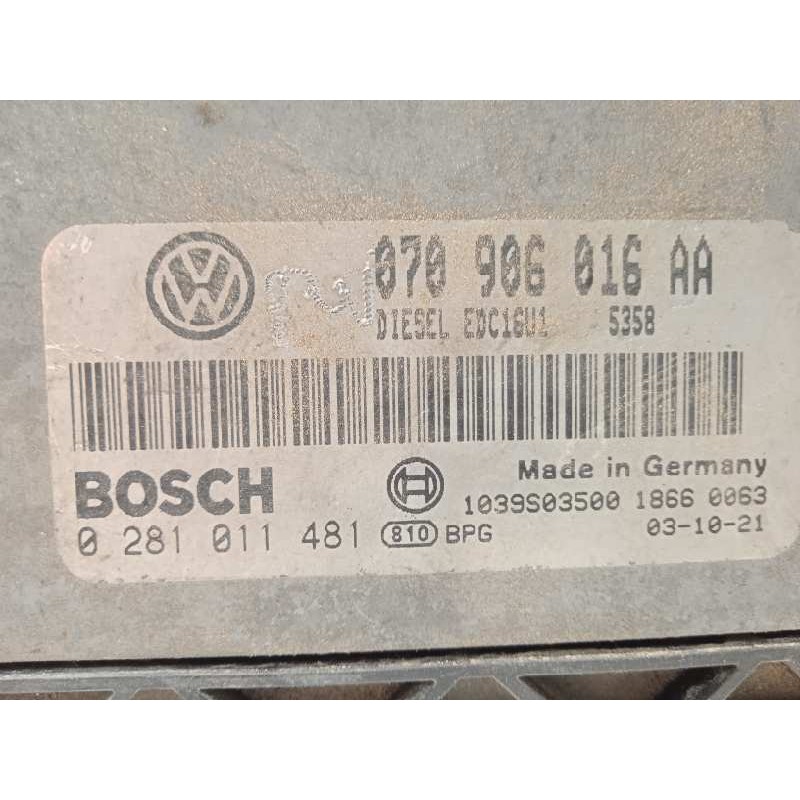 070 906 016 AA
DIESEL EDC16U1 5358
BOSCH
Made in Germany
1039S03500 1866 0063
0 281 011 481 810 BPG
03-10-21